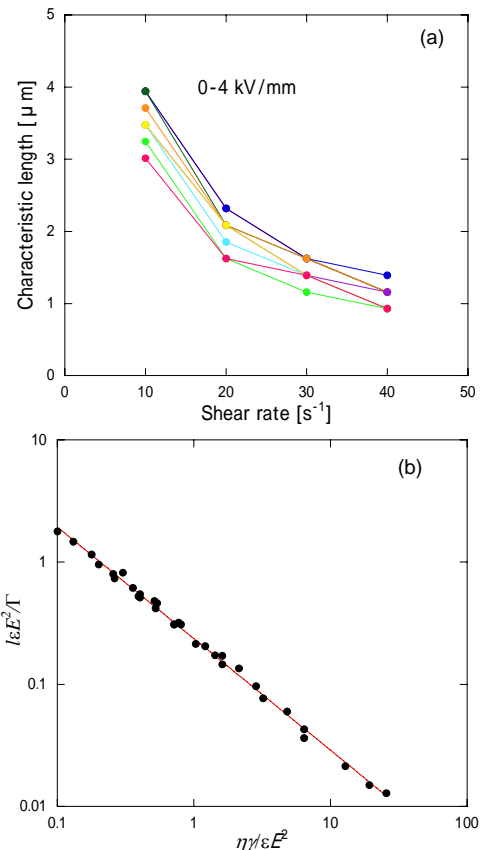 5
(a)
0-4 kV/mm
4
3
2
1
0
Characteristic length [ μ m]
0 10 20 30 40 50
Shear rate [s⁻¹]
10
(b)
1
0.1
0.01
lεE²/Γ
0.1 1 10 100
ηγ/εE²